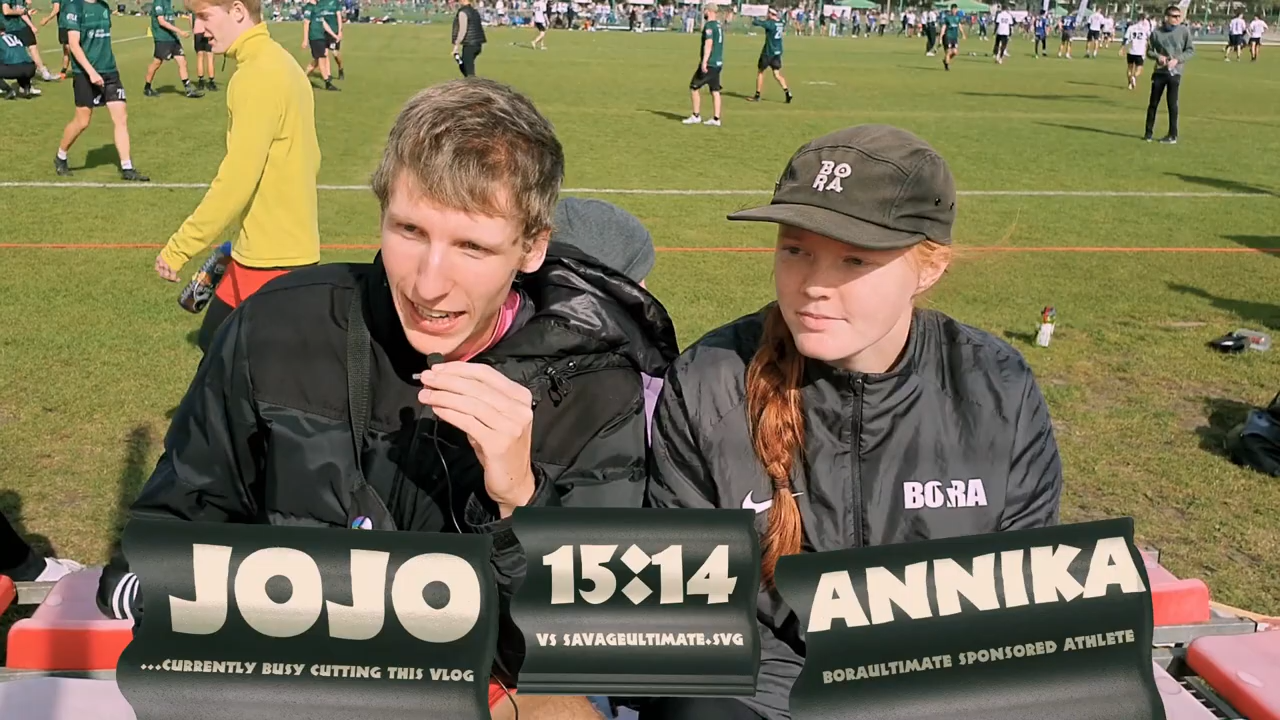 BO
RA
BORA
JOJO
...CURRENTLY BUSY CUTTING THIS VLOG
15:14
VS SAVAGEULTIMATE.SVG
ANNIKA
BORAULTIMATE SPONSORED ATHLETE